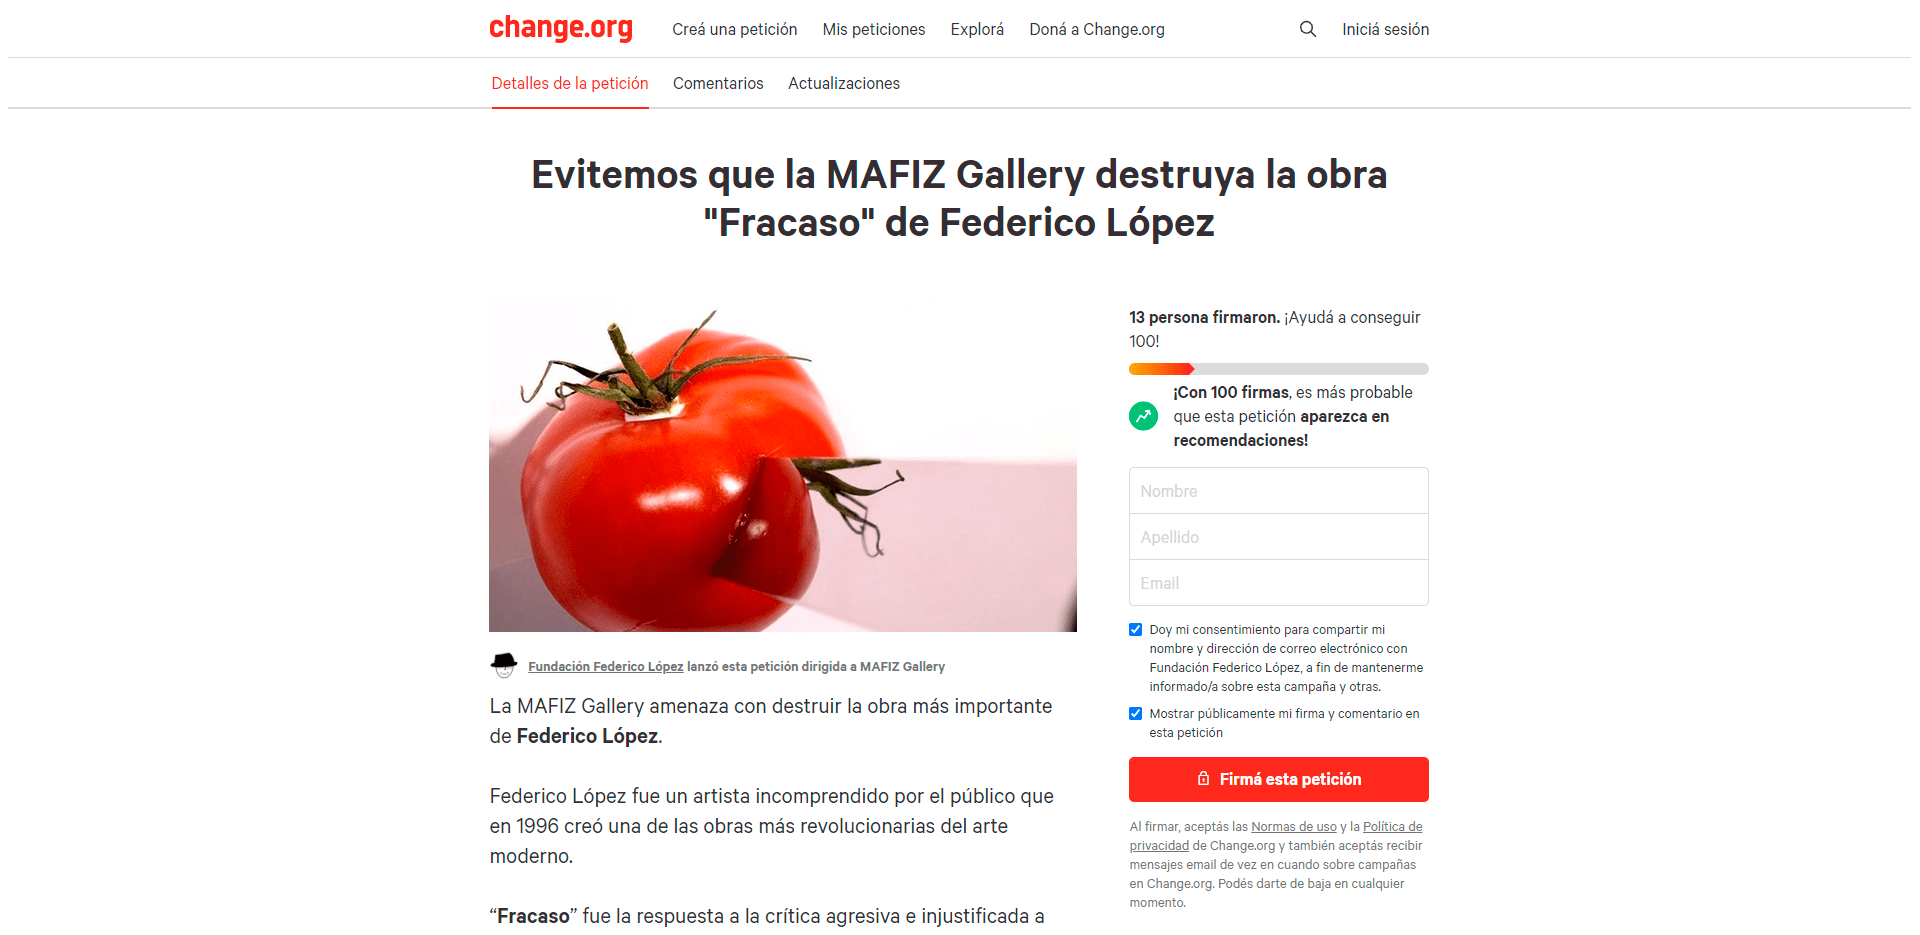 change.org
Creá una petición
Mis peticiones
Explorá
Doná a Change.org
Iniciá sesión
Detalles de la petición
Comentarios
Actualizaciones
Evitemos que la MAFIZ Gallery destruya la obra
"Fracaso" de Federico López
Fundación Federico López lanzó esta petición dirigida a MAFIZ Gallery
La MAFIZ Gallery amenaza con destruir la obra más importante
de Federico López.
Federico López fue un artista incomprendido por el público que
en 1996 creó una de las obras más revolucionarias del arte
moderno.
“Fracaso” fue la respuesta a la crítica agresiva e injustificada a
13 persona firmaron. ¡Ayudá a conseguir
100!
¡Con 100 firmas, es más probable
que esta petición aparezca en
recomendaciones!
Nombre
Apellido
Email
Doy mi consentimiento para compartir mi
nombre y dirección de correo electrónico con
Fundación Federico López, a fin de mantenerme
informado/a sobre esta campaña y otras.
Mostrar públicamente mi firma y comentario en
esta petición
Firmá esta petición
Al firmar, aceptás las Normas de uso y la Política de
privacidad de Change.org y también aceptás recibir
mensajes email de vez en cuando sobre campañas
en Change.org. Podés darte de baja en cualquier
momento.